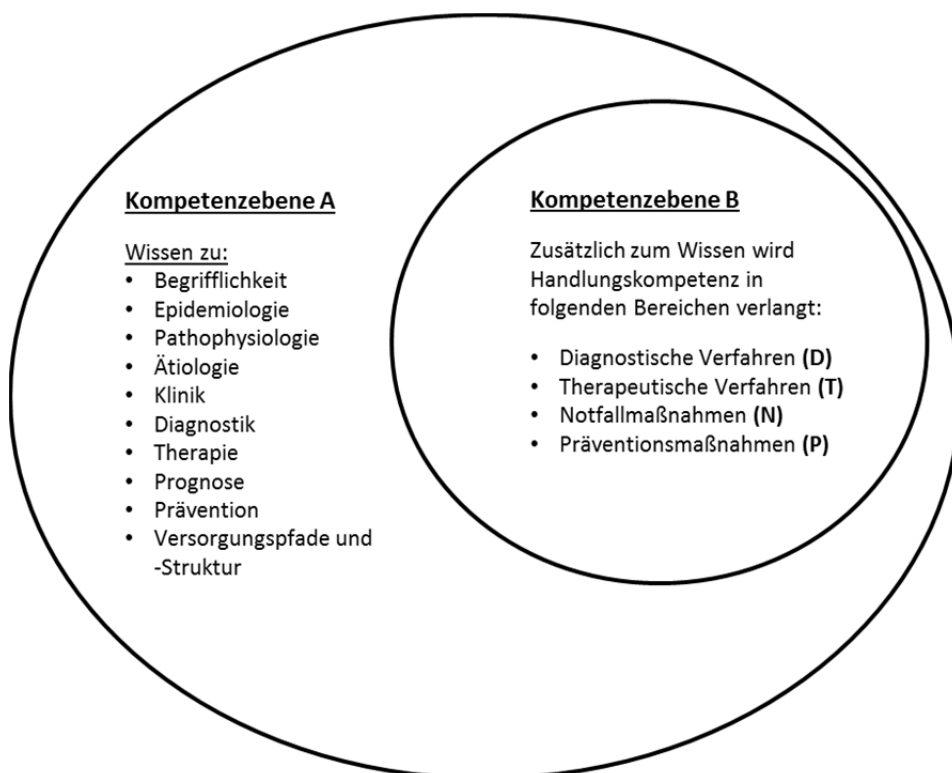 Kompetenzebene A
Wissen zu:
• Begrifflichkeit
• Epidemiologie
• Pathophysiologie
• Ätiologie
• Klinik
• Diagnostik
• Therapie
• Prognose
• Prävention
• Versorgungspfade und
-Struktur
Kompetenzebene B
Zusätzlich zum Wissen wird
Handlungskompetenz in
folgenden Bereichen verlangt:
• Diagnostische Verfahren (D)
• Therapeutische Verfahren (T)
• Notfallmaßnahmen (N)
• Präventionsmaßnahmen (P)